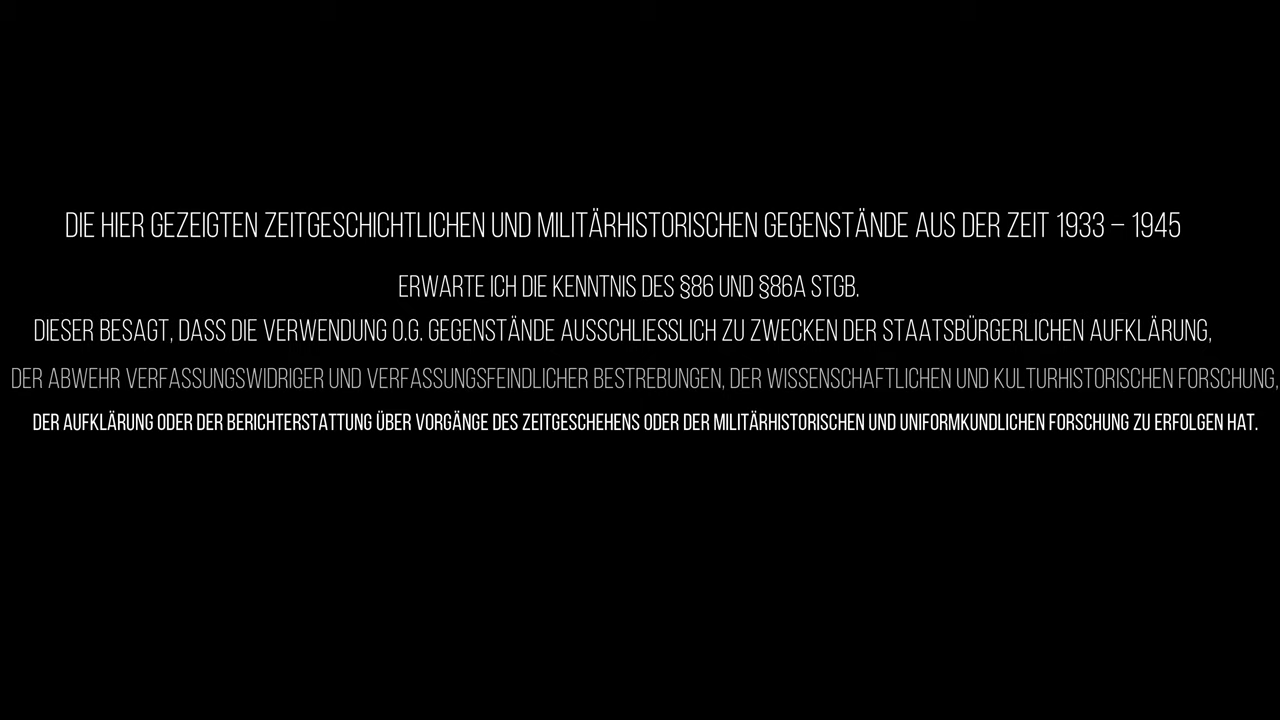 DIE HIER GEZEIGTEN ZEITGESCHICHTLICHEN UND MILITÄRHISTORISCHEN GEGENSTÄNDE AUS DER ZEIT 1933 – 1945
ERWARTE ICH DIE KENNTNIS DES §86 UND §86A STGB.
DIESER BESAGT, DASS DIE VERWENDUNG O.G. GEGENSTÄNDE AUSSCHLIESSLICH ZU ZWECKEN DER STAATSBÜRGERLICHEN AUFKLÄRUNG,
DER ABWEHR VERFASSUNGSWIDRIGER UND VERFASSUNGSFEINDLICHER BESTREBUNGEN, DER WISSENSCHAFTLICHEN UND KULTURHISTORISCHEN FORSCHUNG,
DER AUFKLÄRUNG ODER DER BERICHTERSTATTUNG ÜBER VORGÄNGE DES ZEITGESCHEHENS ODER DER MILITÄRHISTORISCHEN UND UNIFORMKUNDLICHEN FORSCHUNG ZU ERFOLGEN HAT.